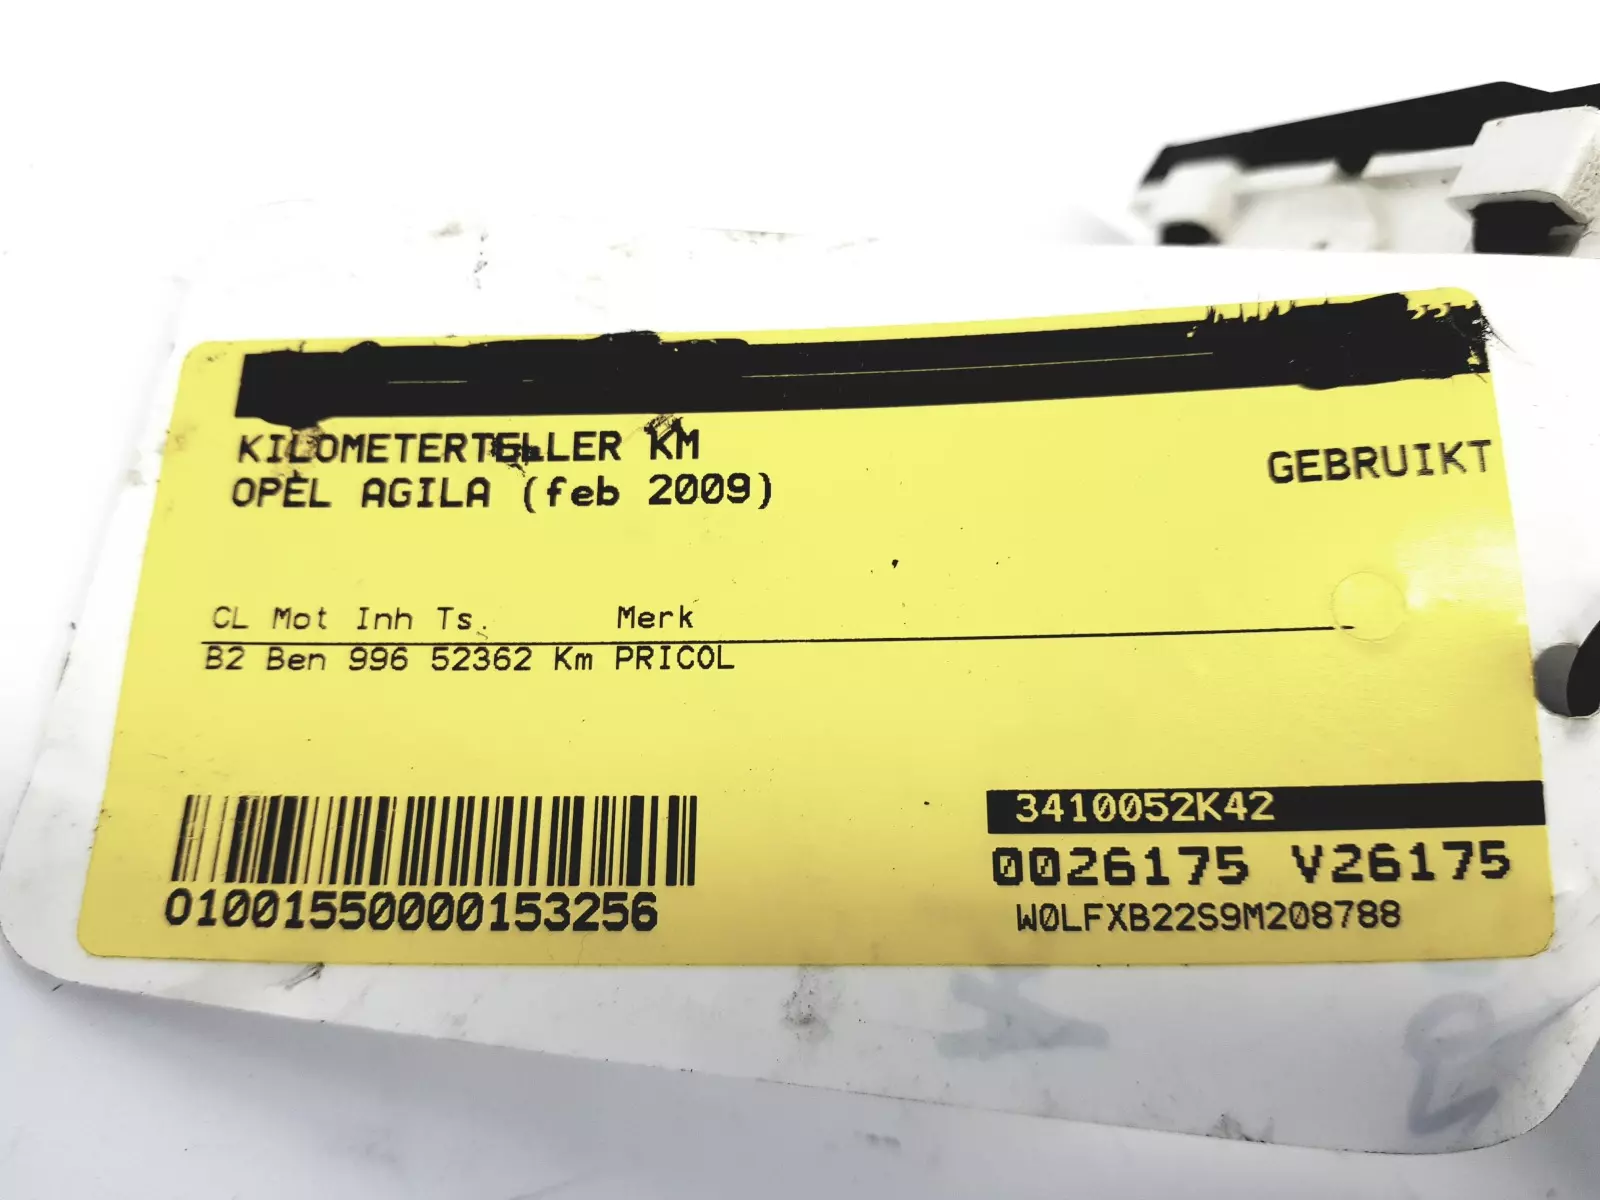 KILOMETERTELLER KM
OPEL AGILA (feb 2009)
GEBRUIKT
CL Mot Inh Ts. Merk
B2 Ben 996 52362 Km PRICOL
01001550000153256
3410052K42
0026175 V26175
W0LFXB22S9M208788